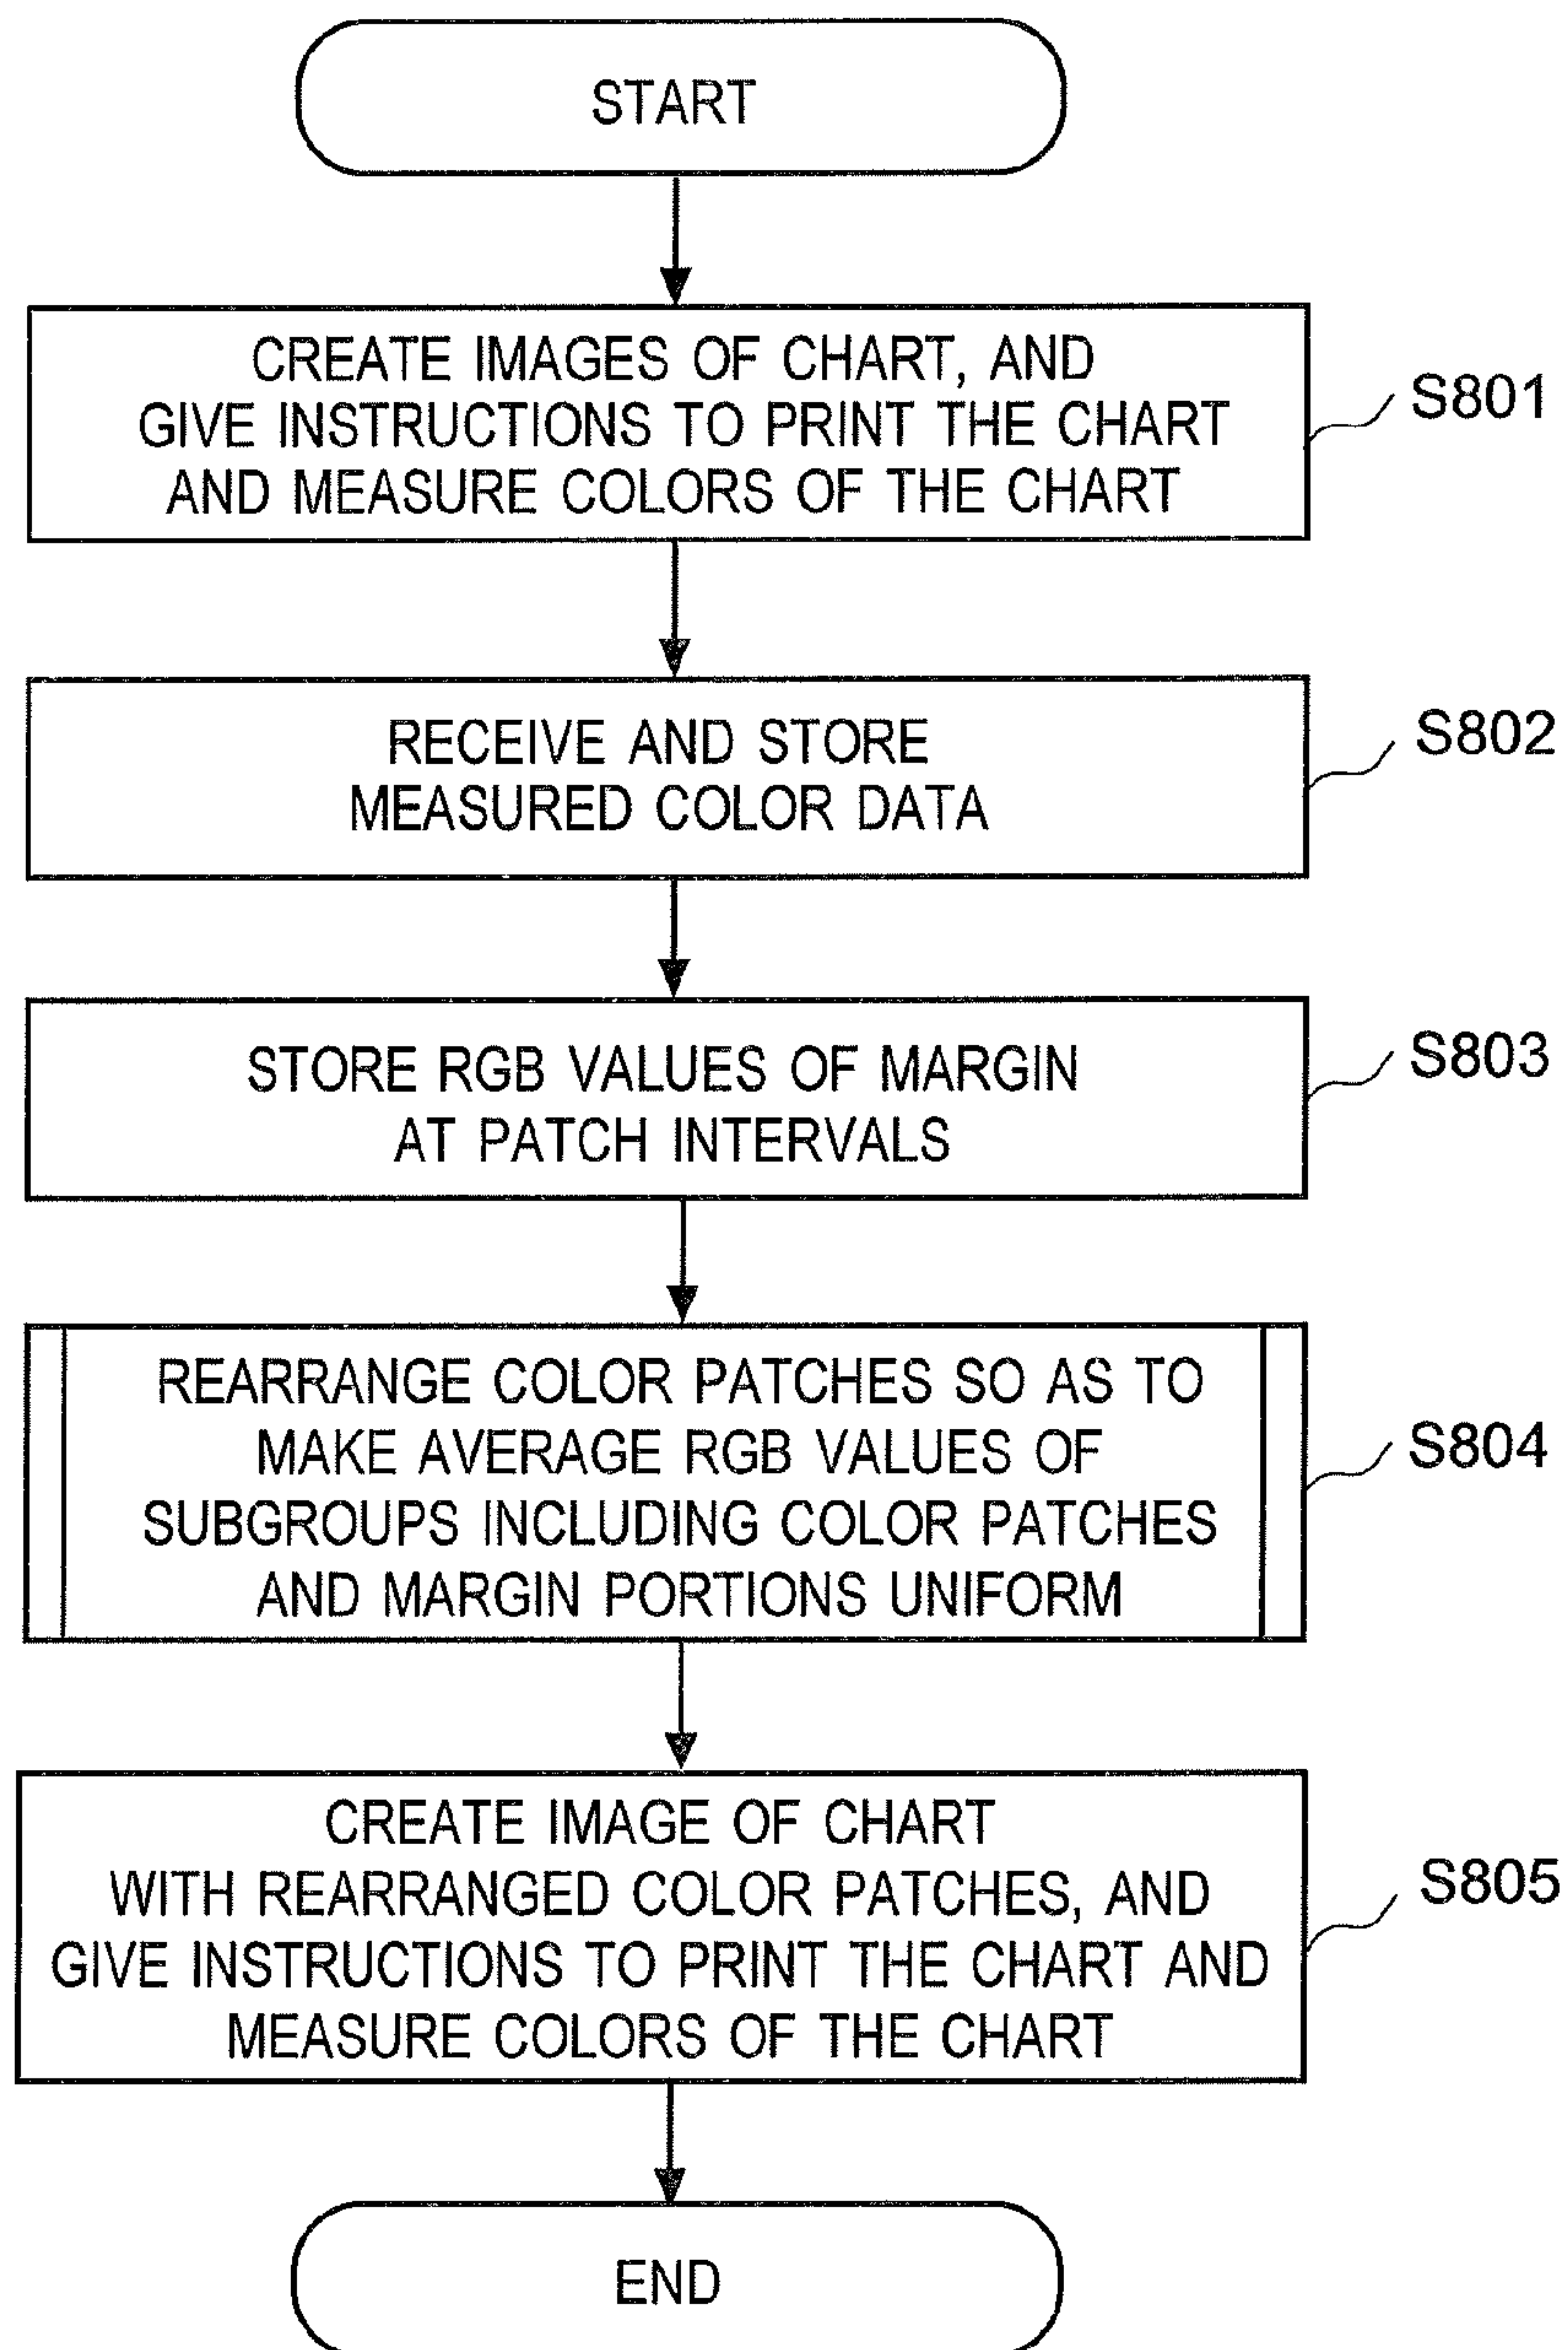 START
CREATE IMAGES OF CHART, AND
GIVE INSTRUCTIONS TO PRINT THE CHART
AND MEASURE COLORS OF THE CHART
S801
RECEIVE AND STORE
MEASURED COLOR DATA
S802
STORE RGB VALUES OF MARGIN
AT PATCH INTERVALS
S803
REARRANGE COLOR PATCHES SO AS TO
MAKE AVERAGE RGB VALUES OF
SUBGROUPS INCLUDING COLOR PATCHES
AND MARGIN PORTIONS UNIFORM
S804
CREATE IMAGE OF CHART
WITH REARRANGED COLOR PATCHES, AND
GIVE INSTRUCTIONS TO PRINT THE CHART AND
MEASURE COLORS OF THE CHART
S805
END